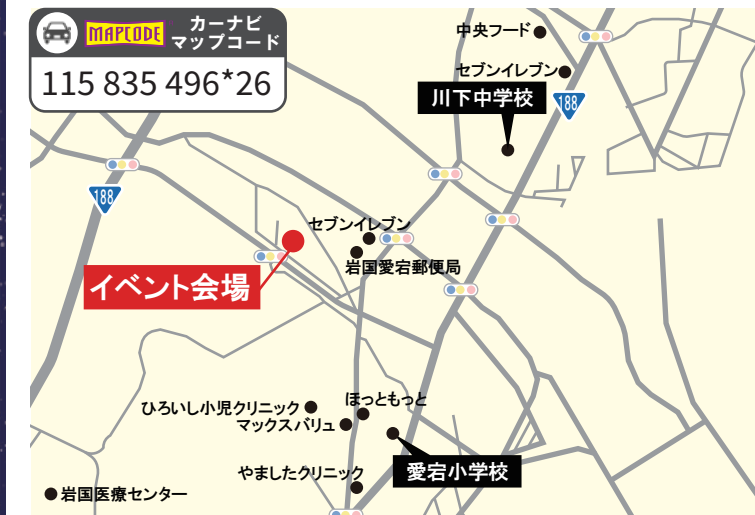 MAPCODE
カーナビ
マップコード
115 835 496*26
中央フード
セブンイレブン
川下中学校
188
188
セブンイレブン
岩国愛宕郵便局
イベント会場
ひろいし小児クリニック
ほっともっと
マックスバリュ
愛宕小学校
やましたクリニック
岩国医療センター